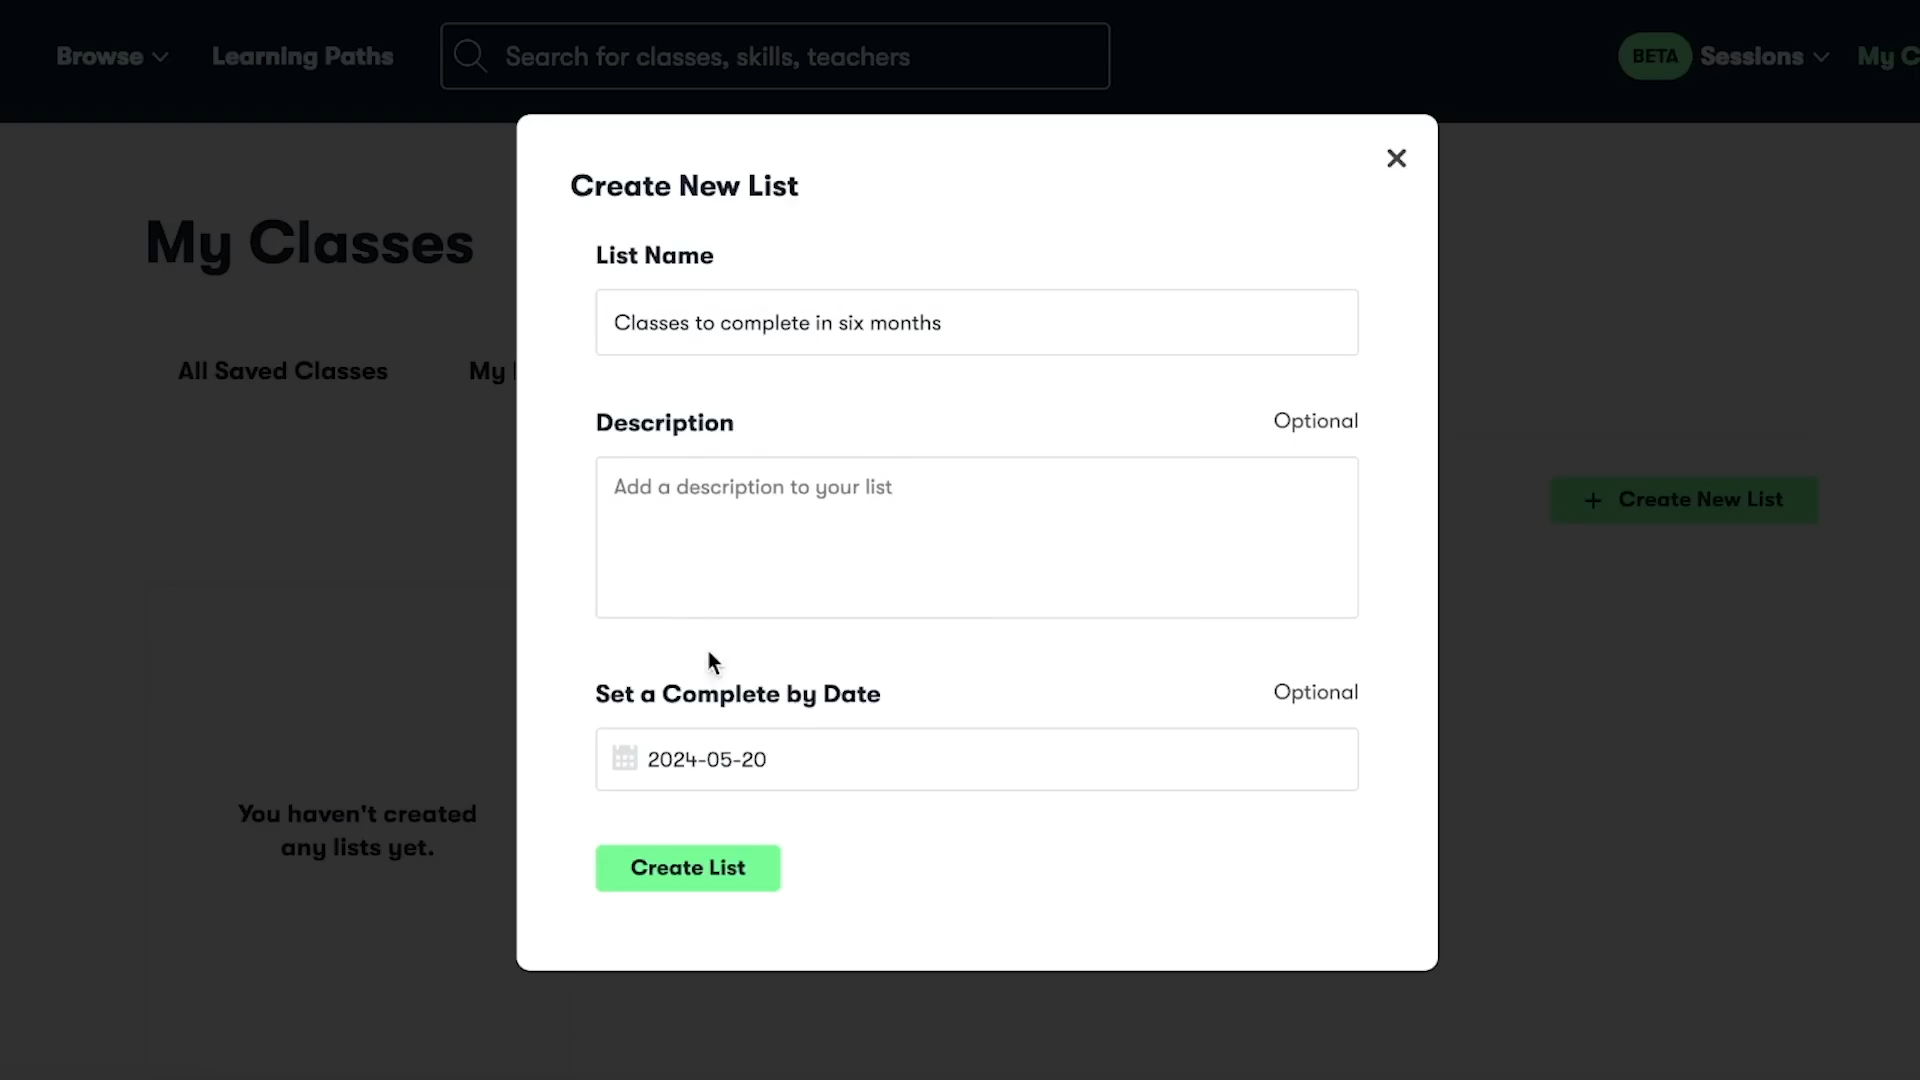 Browse
Learning Paths
Search for classes, skills, teachers
BETA
Sessions
My C
My Classes
All Saved Classes
My
Create New List
List Name
Classes to complete in six months
Description
Optional
Add a description to your list
+ Create New List
Set a Complete by Date
Optional
2024-05-20
You haven't created
any lists yet.
Create List